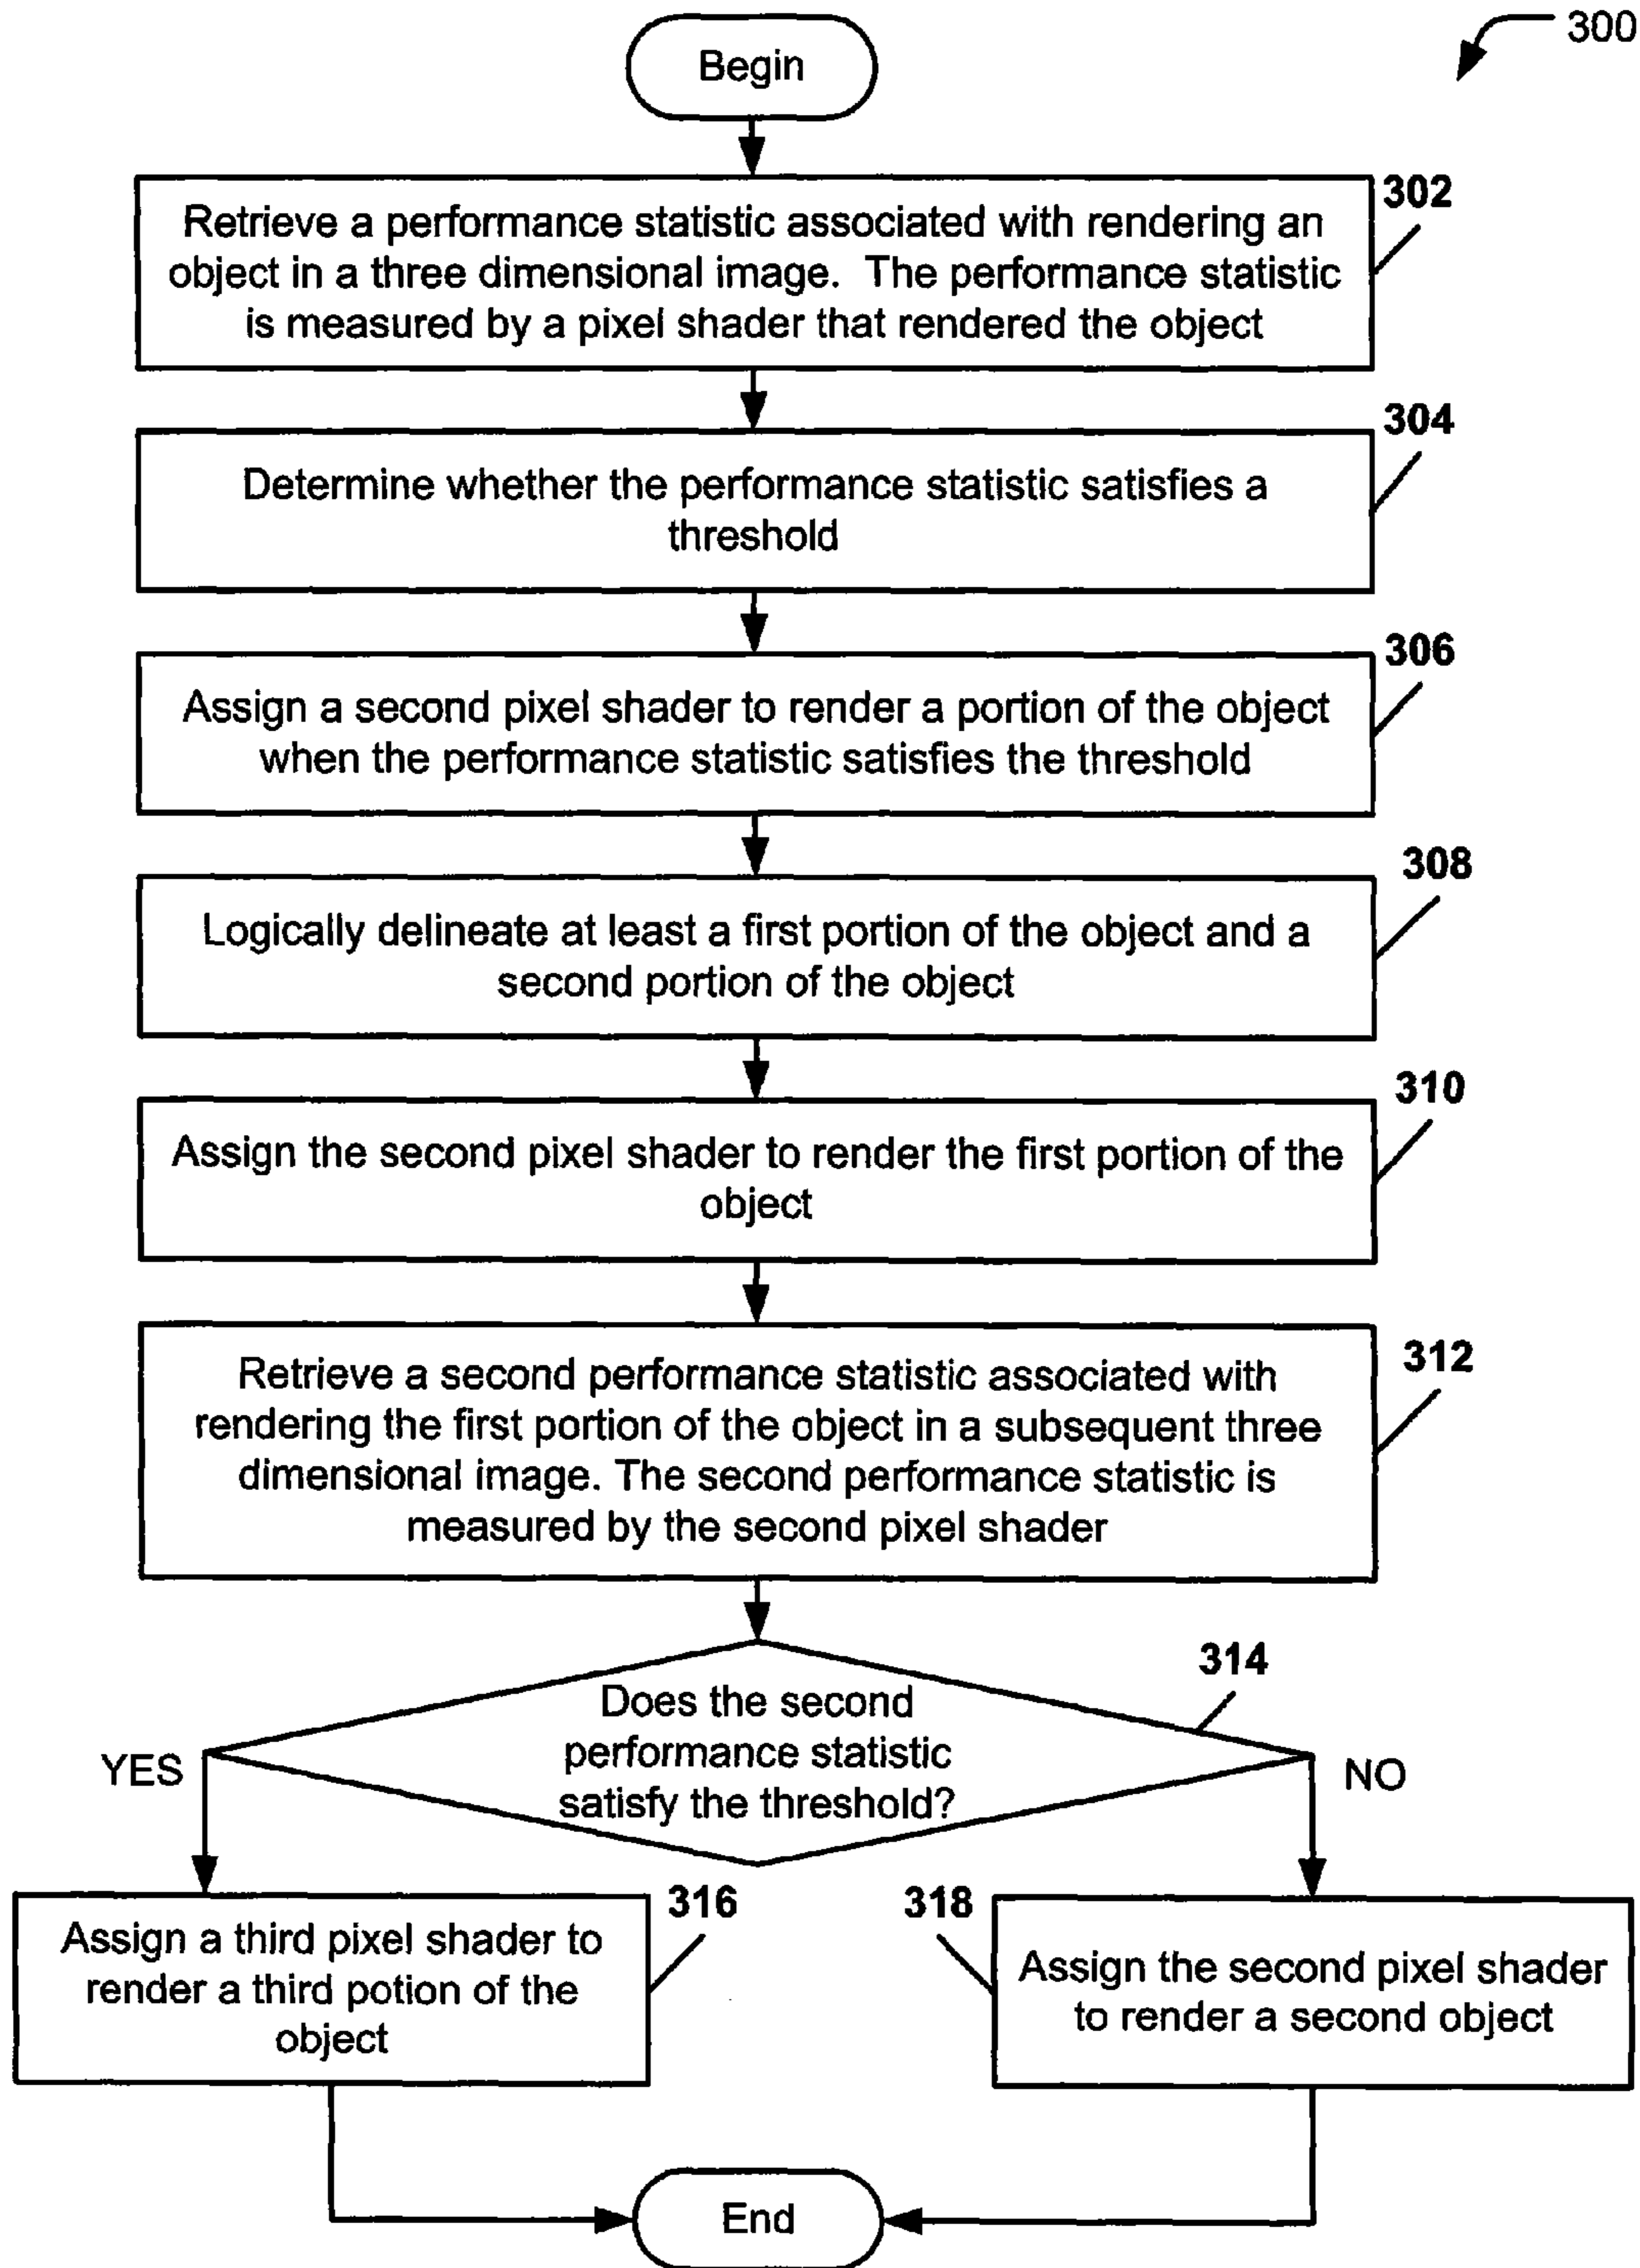 300
Begin
302
Retrieve a performance statistic associated with rendering an
object in a three dimensional image.  The performance statistic
is measured by a pixel shader that rendered the object
304
Determine whether the performance statistic satisfies a
threshold
306
Assign a second pixel shader to render a portion of the object
when the performance statistic satisfies the threshold
308
Logically delineate at least a first portion of the object and a
second portion of the object
310
Assign the second pixel shader to render the first portion of the
object
312
Retrieve a second performance statistic associated with
rendering the first portion of the object in a subsequent three
dimensional image. The second performance statistic is
measured by the second pixel shader
314
Does the second
performance statistic
satisfy the threshold?
YES
NO
316
Assign a third pixel shader to
render a third potion of the
object
318
Assign the second pixel shader
to render a second object
End